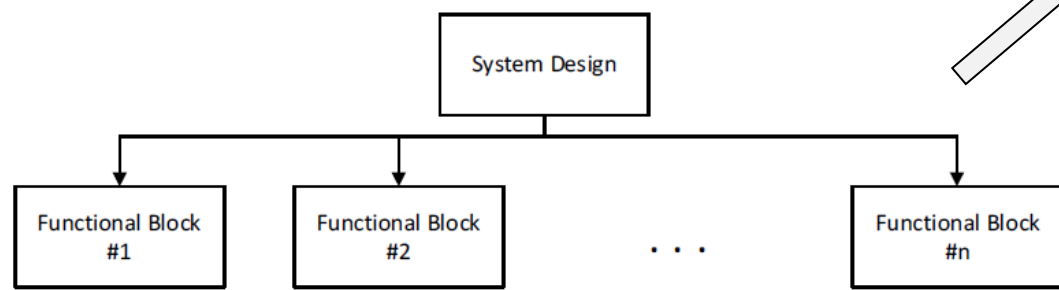 System Design
Functional Block
#1
Functional Block
#2
. . .
Functional Block
#n